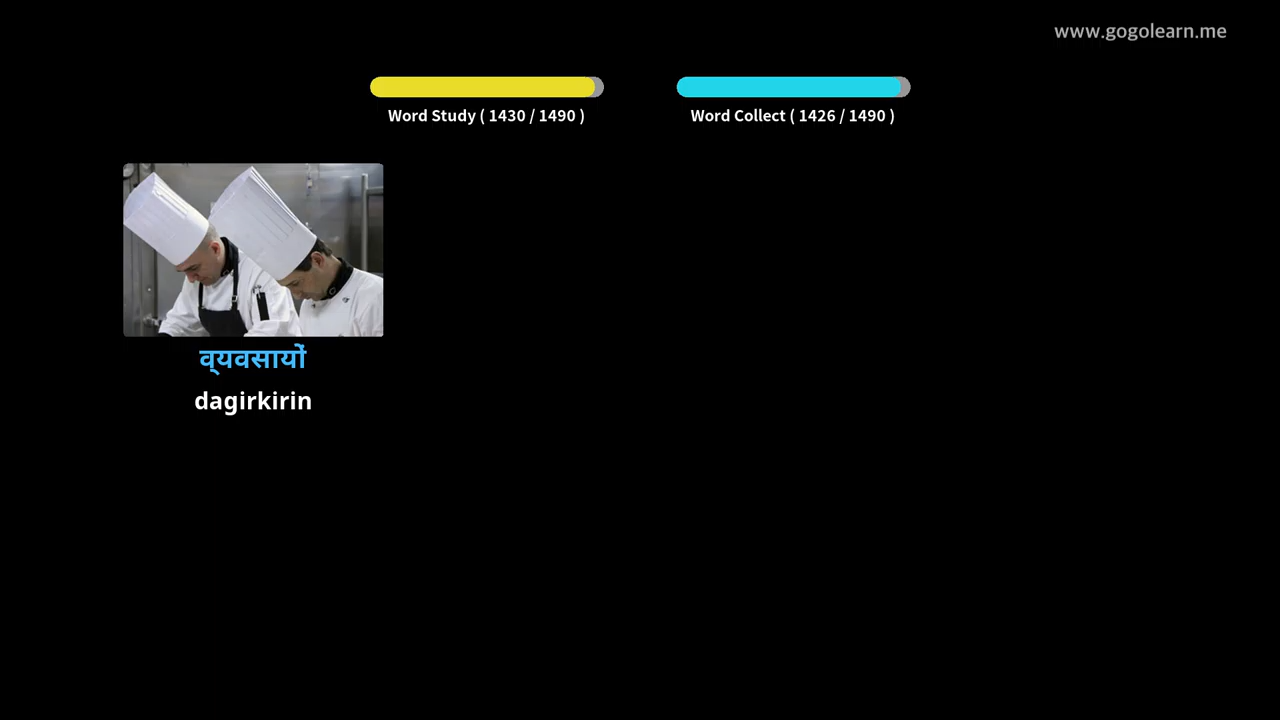 www.gogolearn.me
Word Study ( 1430 / 1490 )
Word Collect ( 1426 / 1490 )
व्यवसायों
dagirkirin